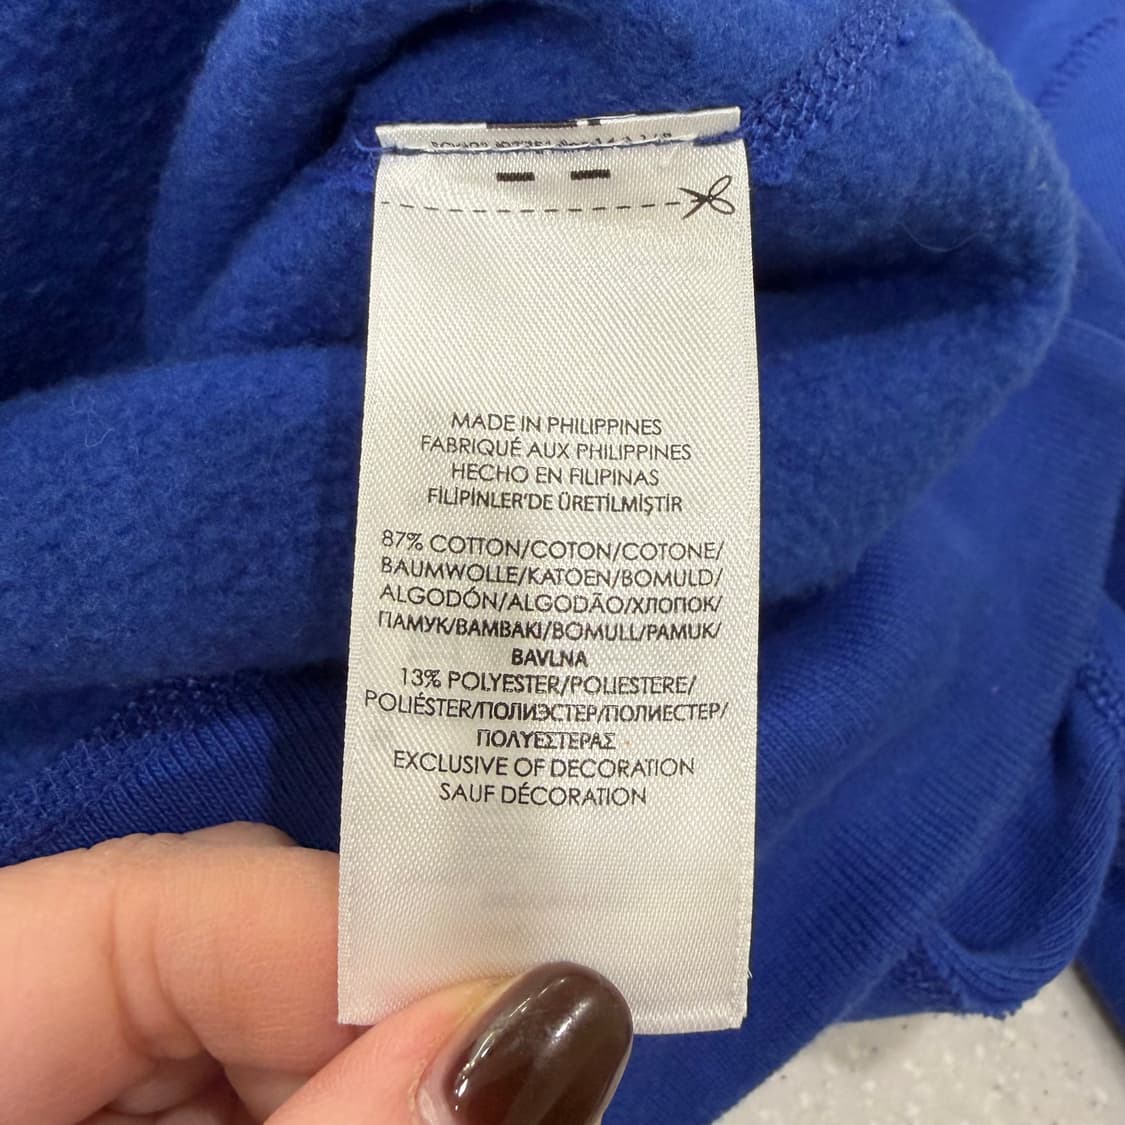 MADE IN PHILIPPINES
FABRIQUÉ AUX PHILIPPINES
HECHO EN FILIPINAS
FİLİPİNLER'DE ÜRETİLMİŞTİR
87% COTTON/COTON/COTONE/
BAUMWOLLE/KATOEN/BOMULD/
ALGODÓN/ALGODÃO/ХЛОПОК/
ПАМУК/ΒΑΜΒΑΚΙ/BOMULL/PAMUK/
BAVLNA
13% POLYESTER/POLIESTERE/
POLIÉSTER/ПОЛИЭСТЕР/ПОЛИЕСТЕР/
ΠΟΛΥΕΣΤΕΡΑΣ
EXCLUSIVE OF DECORATION
SAUF DÉCORATION